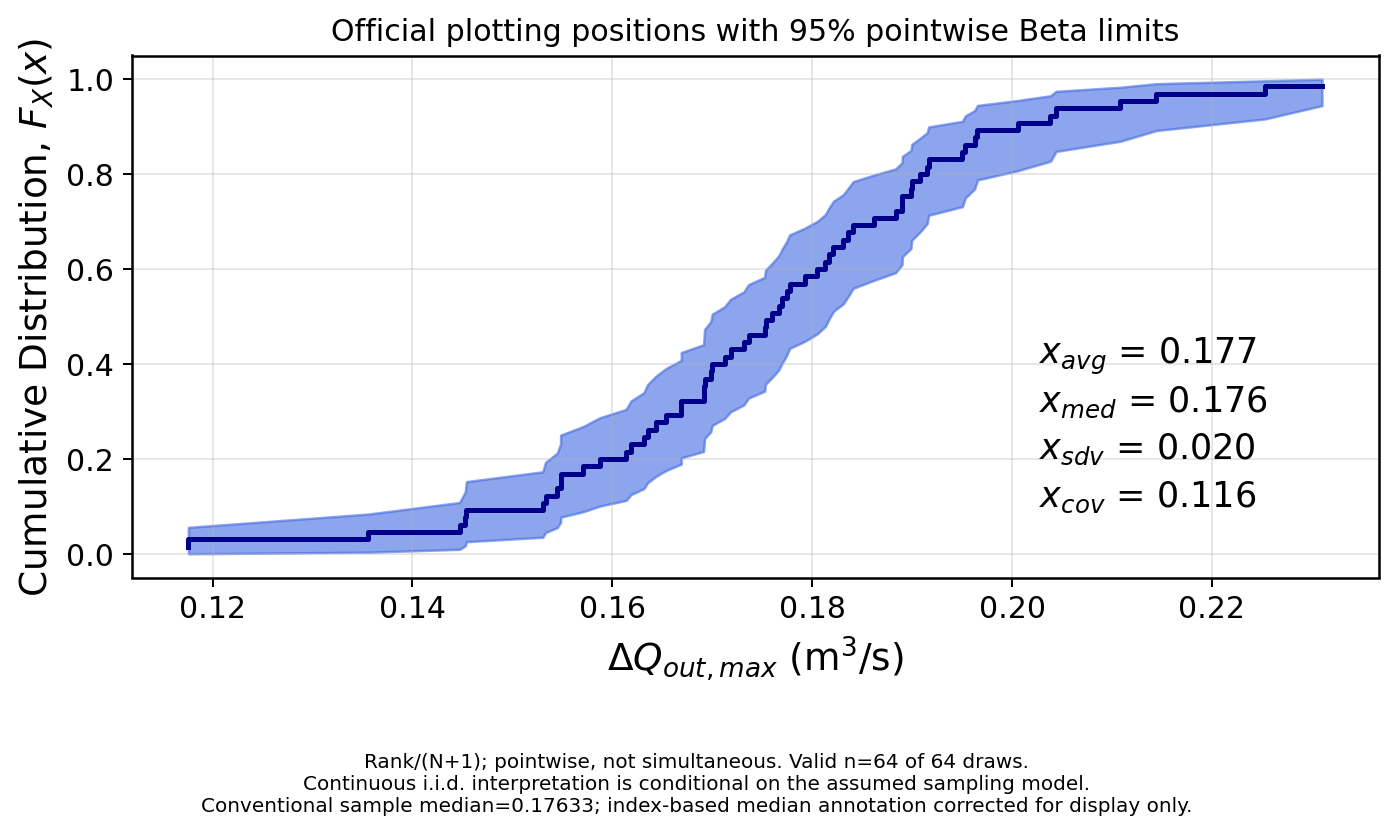 Official plotting positions with 95% pointwise Beta limits
Cumulative Distribution, F_X(x)
1.0
0.8
0.6
0.4
0.2
0.0
x_avg = 0.177
x_med = 0.176
x_sdv = 0.020
x_cov = 0.116
0.12 0.14 0.16 0.18 0.20 0.22
ΔQ_out,max (m³/s)
Rank/(N+1); pointwise, not simultaneous. Valid n=64 of 64 draws.
Continuous i.i.d. interpretation is conditional on the assumed sampling model.
Conventional sample median=0.17633; index-based median annotation corrected for display only.